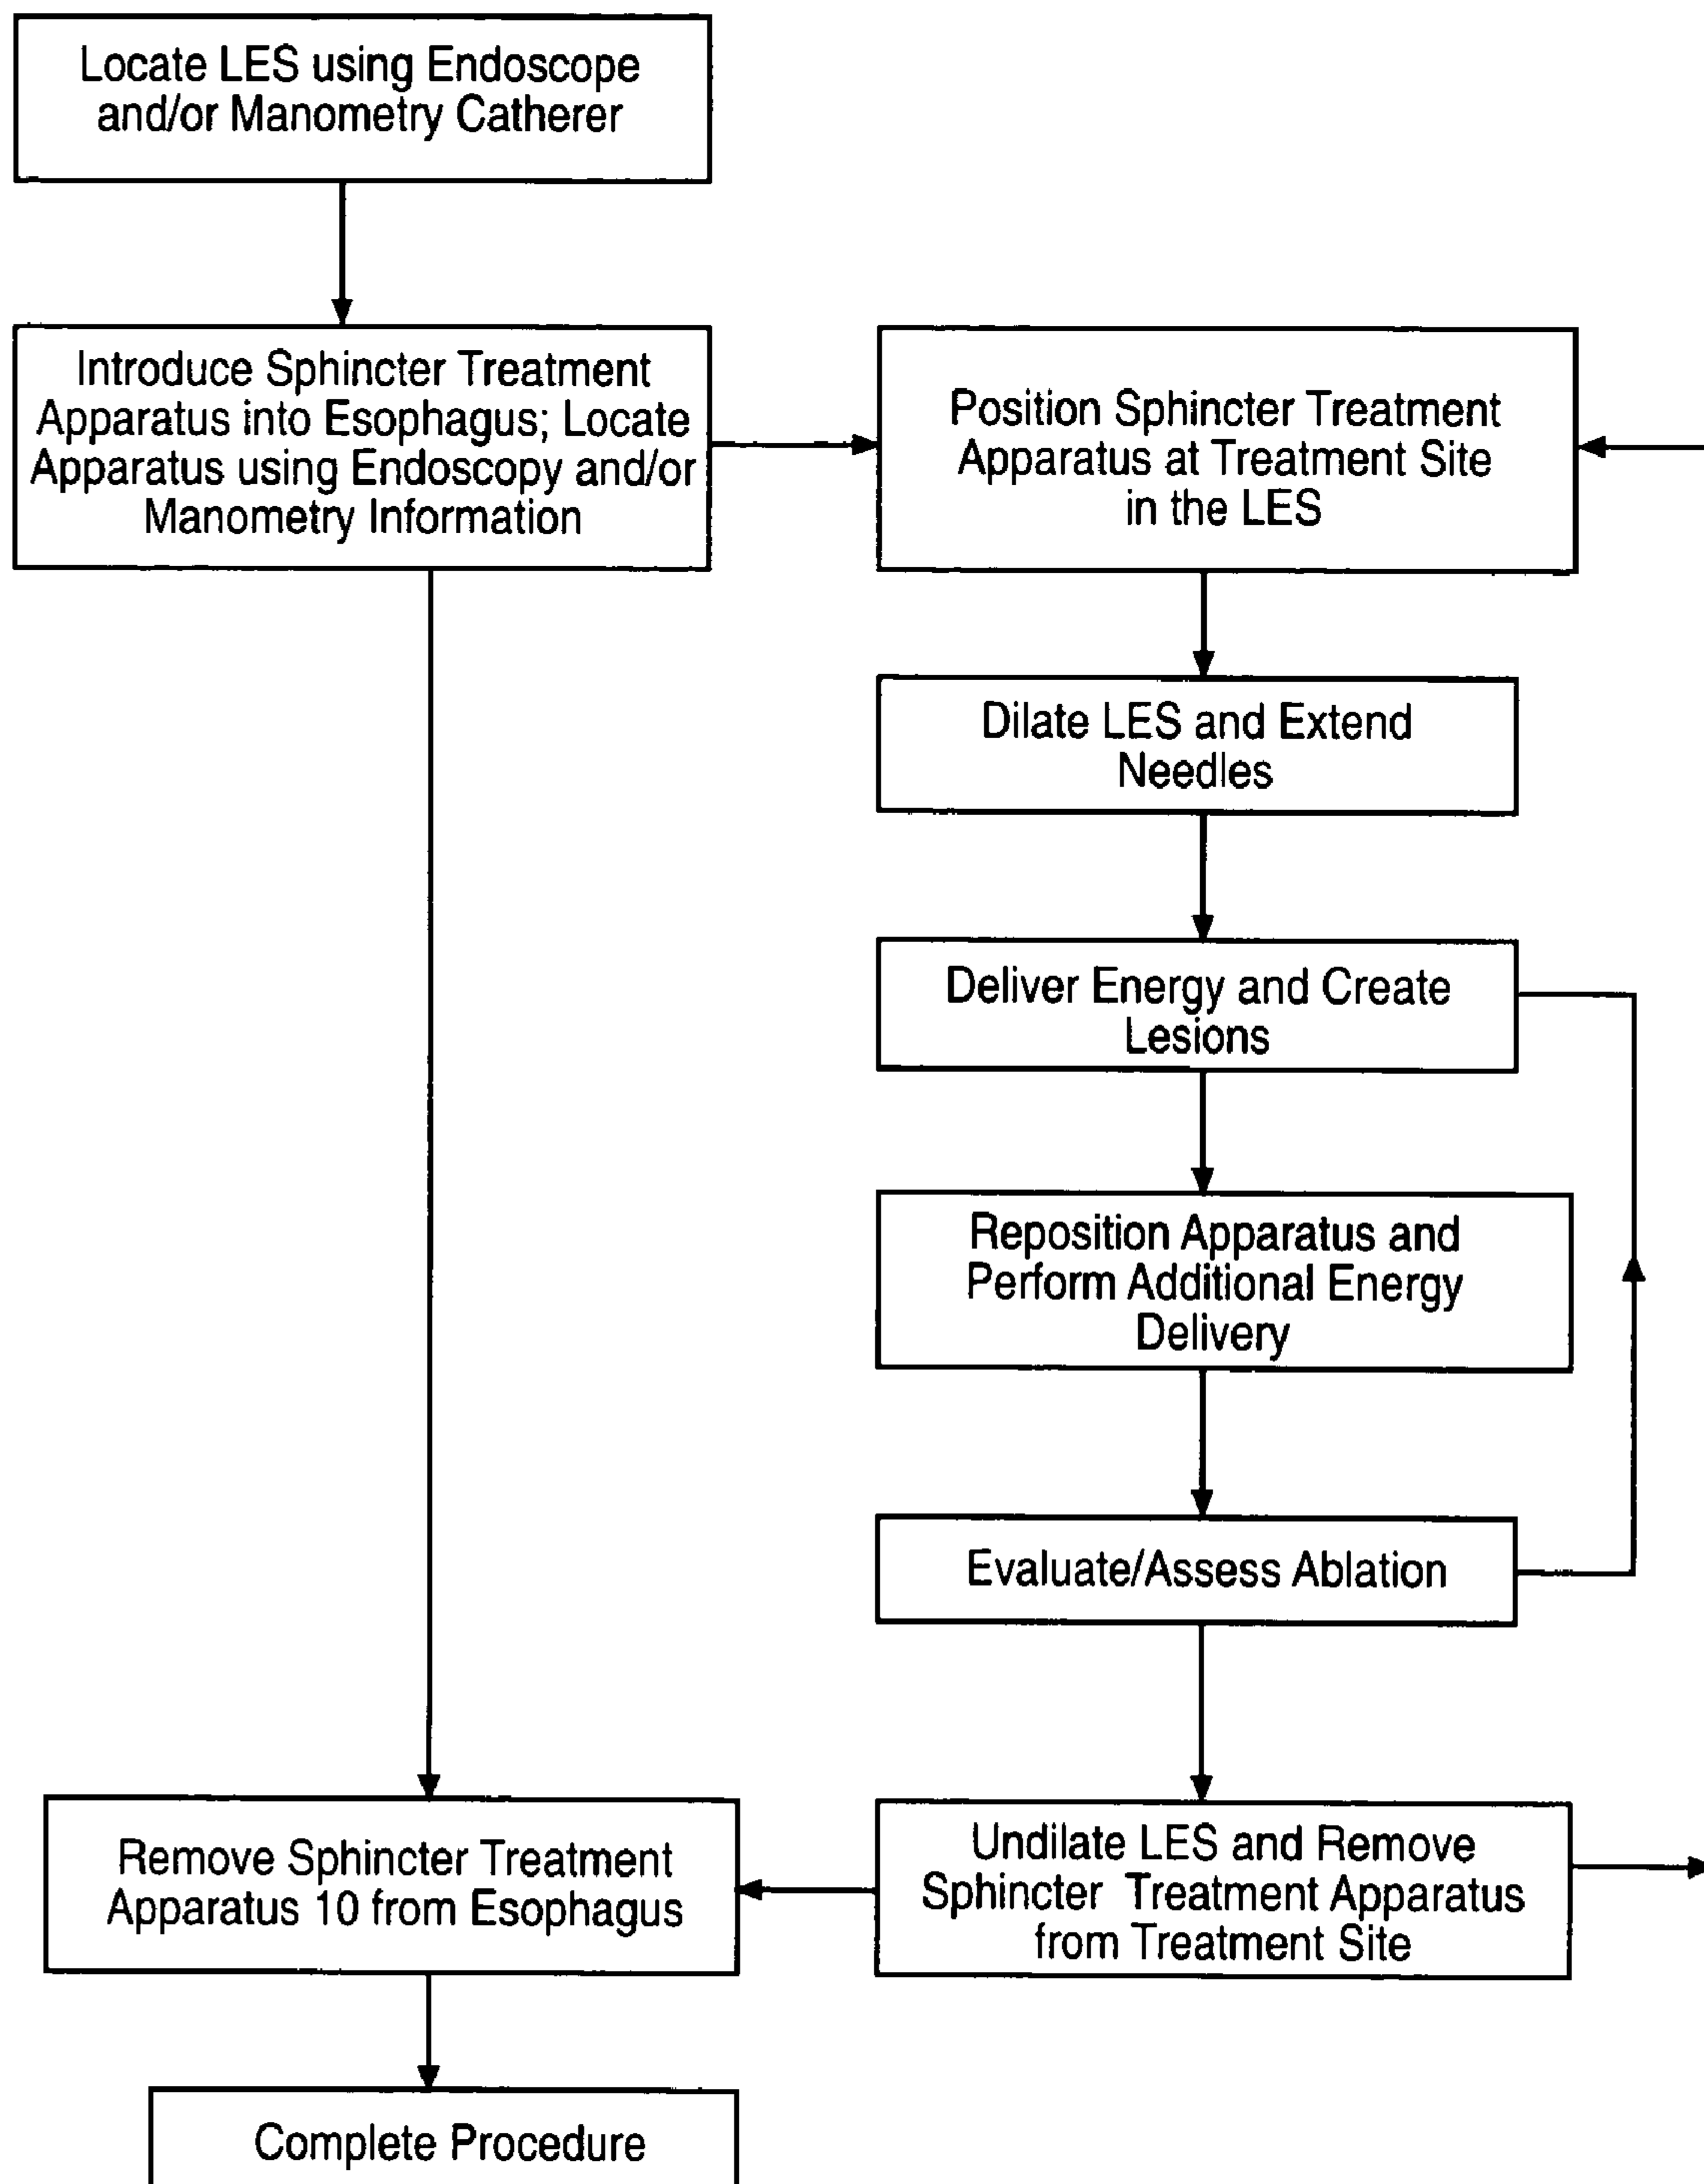 Locate LES using Endoscope
and/or Manometry Catherer
Introduce Sphincter Treatment
Apparatus into Esophagus; Locate
Apparatus using Endoscopy and/or
Manometry Information
Position Sphincter Treatment
Apparatus at Treatment Site
in the LES
Dilate LES and Extend
Needles
Deliver Energy and Create
Lesions
Reposition Apparatus and
Perform Additional Energy
Delivery
Evaluate/Assess Ablation
Undilate LES and Remove
Sphincter Treatment Apparatus
from Treatment Site
Remove Sphincter Treatment
Apparatus 10 from Esophagus
Complete Procedure